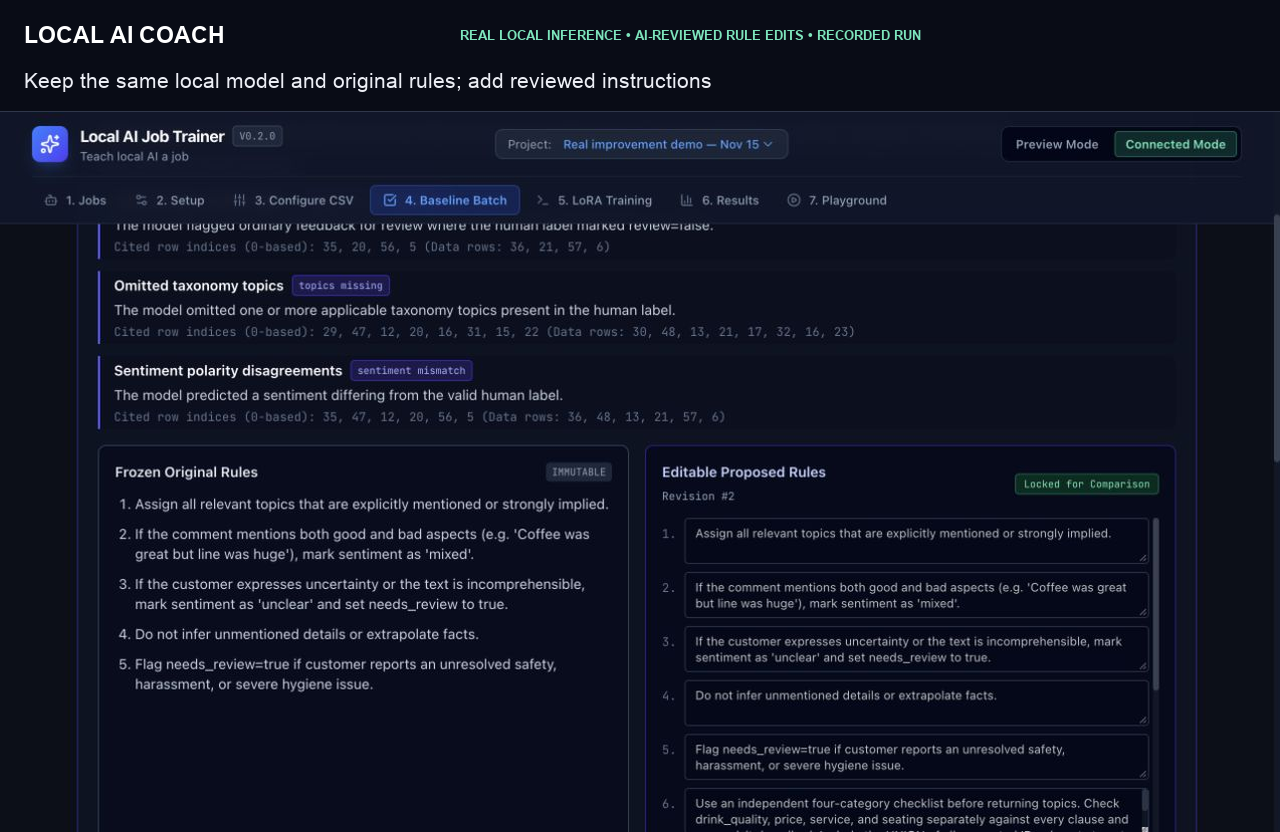 LOCAL AI COACH
REAL LOCAL INFERENCE • AI-REVIEWED RULE EDITS • RECORDED RUN
Keep the same local model and original rules; add reviewed instructions
Local AI Job Trainer V0.2.0
Teach local AI a job
Project: Real improvement demo — Nov 15
Preview Mode Connected Mode
1. Jobs 2. Setup 3. Configure CSV 4. Baseline Batch 5. LoRA Training 6. Results 7. Playground
The model flagged ordinary feedback for review where the human label marked review=false.
Cited row indices (0-based): 35, 20, 56, 5 (Data rows: 36, 21, 57, 6)
Omitted taxonomy topics topics missing
The model omitted one or more applicable taxonomy topics present in the human label.
Cited row indices (0-based): 29, 47, 12, 20, 16, 31, 15, 22 (Data rows: 30, 48, 13, 21, 17, 32, 16, 23)
Sentiment polarity disagreements sentiment mismatch
The model predicted a sentiment differing from the valid human label.
Cited row indices (0-based): 35, 47, 12, 20, 56, 5 (Data rows: 36, 48, 13, 21, 57, 6)
Frozen Original Rules IMMUTABLE
1. Assign all relevant topics that are explicitly mentioned or strongly implied.
2. If the comment mentions both good and bad aspects (e.g. 'Coffee was
great but line was huge'), mark sentiment as 'mixed'.
3. If the customer expresses uncertainty or the text is incomprehensible,
mark sentiment as 'unclear' and set needs_review to true.
4. Do not infer unmentioned details or extrapolate facts.
5. Flag needs_review=true if customer reports an unresolved safety,
harassment, or severe hygiene issue.
Editable Proposed Rules
Revision #2
Locked for Comparison
1. Assign all relevant topics that are explicitly mentioned or strongly implied.
2. If the comment mentions both good and bad aspects (e.g. 'Coffee was great
but line was huge'), mark sentiment as 'mixed'.
3. If the customer expresses uncertainty or the text is incomprehensible, mark
sentiment as 'unclear' and set needs_review to true.
4. Do not infer unmentioned details or extrapolate facts.
5. Flag needs_review=true if customer reports an unresolved safety,
harassment, or severe hygiene issue.
6. Use an independent four-category checklist before returning topics. Check
drink_quality, price, service, and seating separately against every clause and